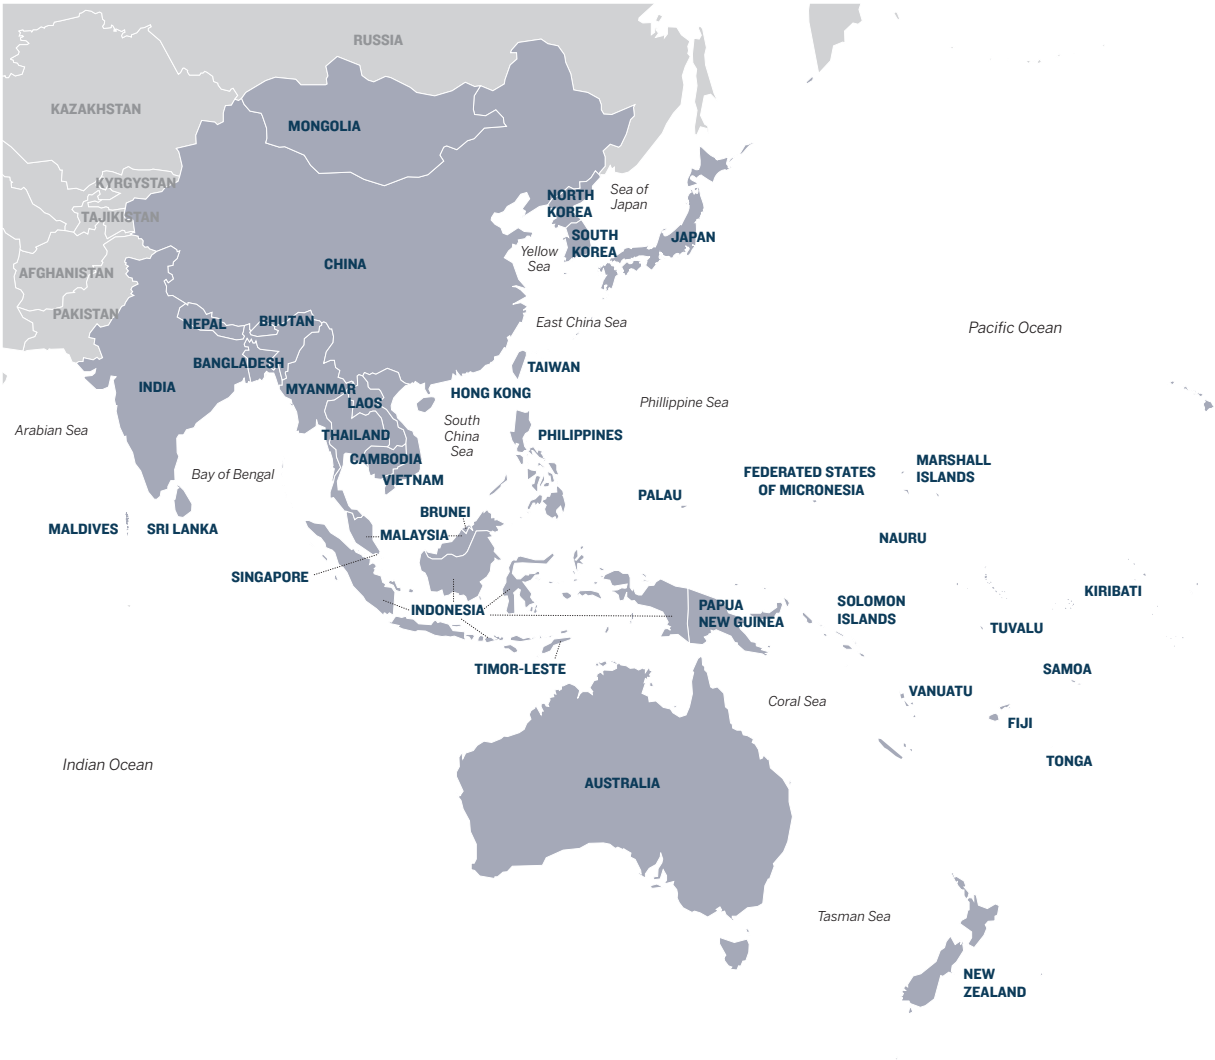 RUSSIA
KAZAKHSTAN
MONGOLIA
KYRGYSTAN
NORTH
KOREA
Sea of
Japan
TAJIKISTAN
SOUTH
KOREA
JAPAN
Yellow
Sea
CHINA
AFGHANISTAN
PAKISTAN
NEPAL
BHUTAN
East China Sea
Pacific Ocean
BANGLADESH
TAIWAN
INDIA
MYANMAR
HONG KONG
LAOS
Phillippine Sea
Arabian Sea
South
China
Sea
THAILAND
PHILIPPINES
CAMBODIA
Bay of Bengal
VIETNAM
FEDERATED STATES
OF MICRONESIA
MARSHALL
ISLANDS
PALAU
BRUNEI
MALDIVES
SRI LANKA
MALAYSIA
NAURU
SINGAPORE
KIRIBATI
INDONESIA
PAPUA
NEW GUINEA
SOLOMON
ISLANDS
TUVALU
TIMOR-LESTE
SAMOA
VANUATU
Coral Sea
FIJI
Indian Ocean
TONGA
AUSTRALIA
Tasman Sea
NEW
ZEALAND